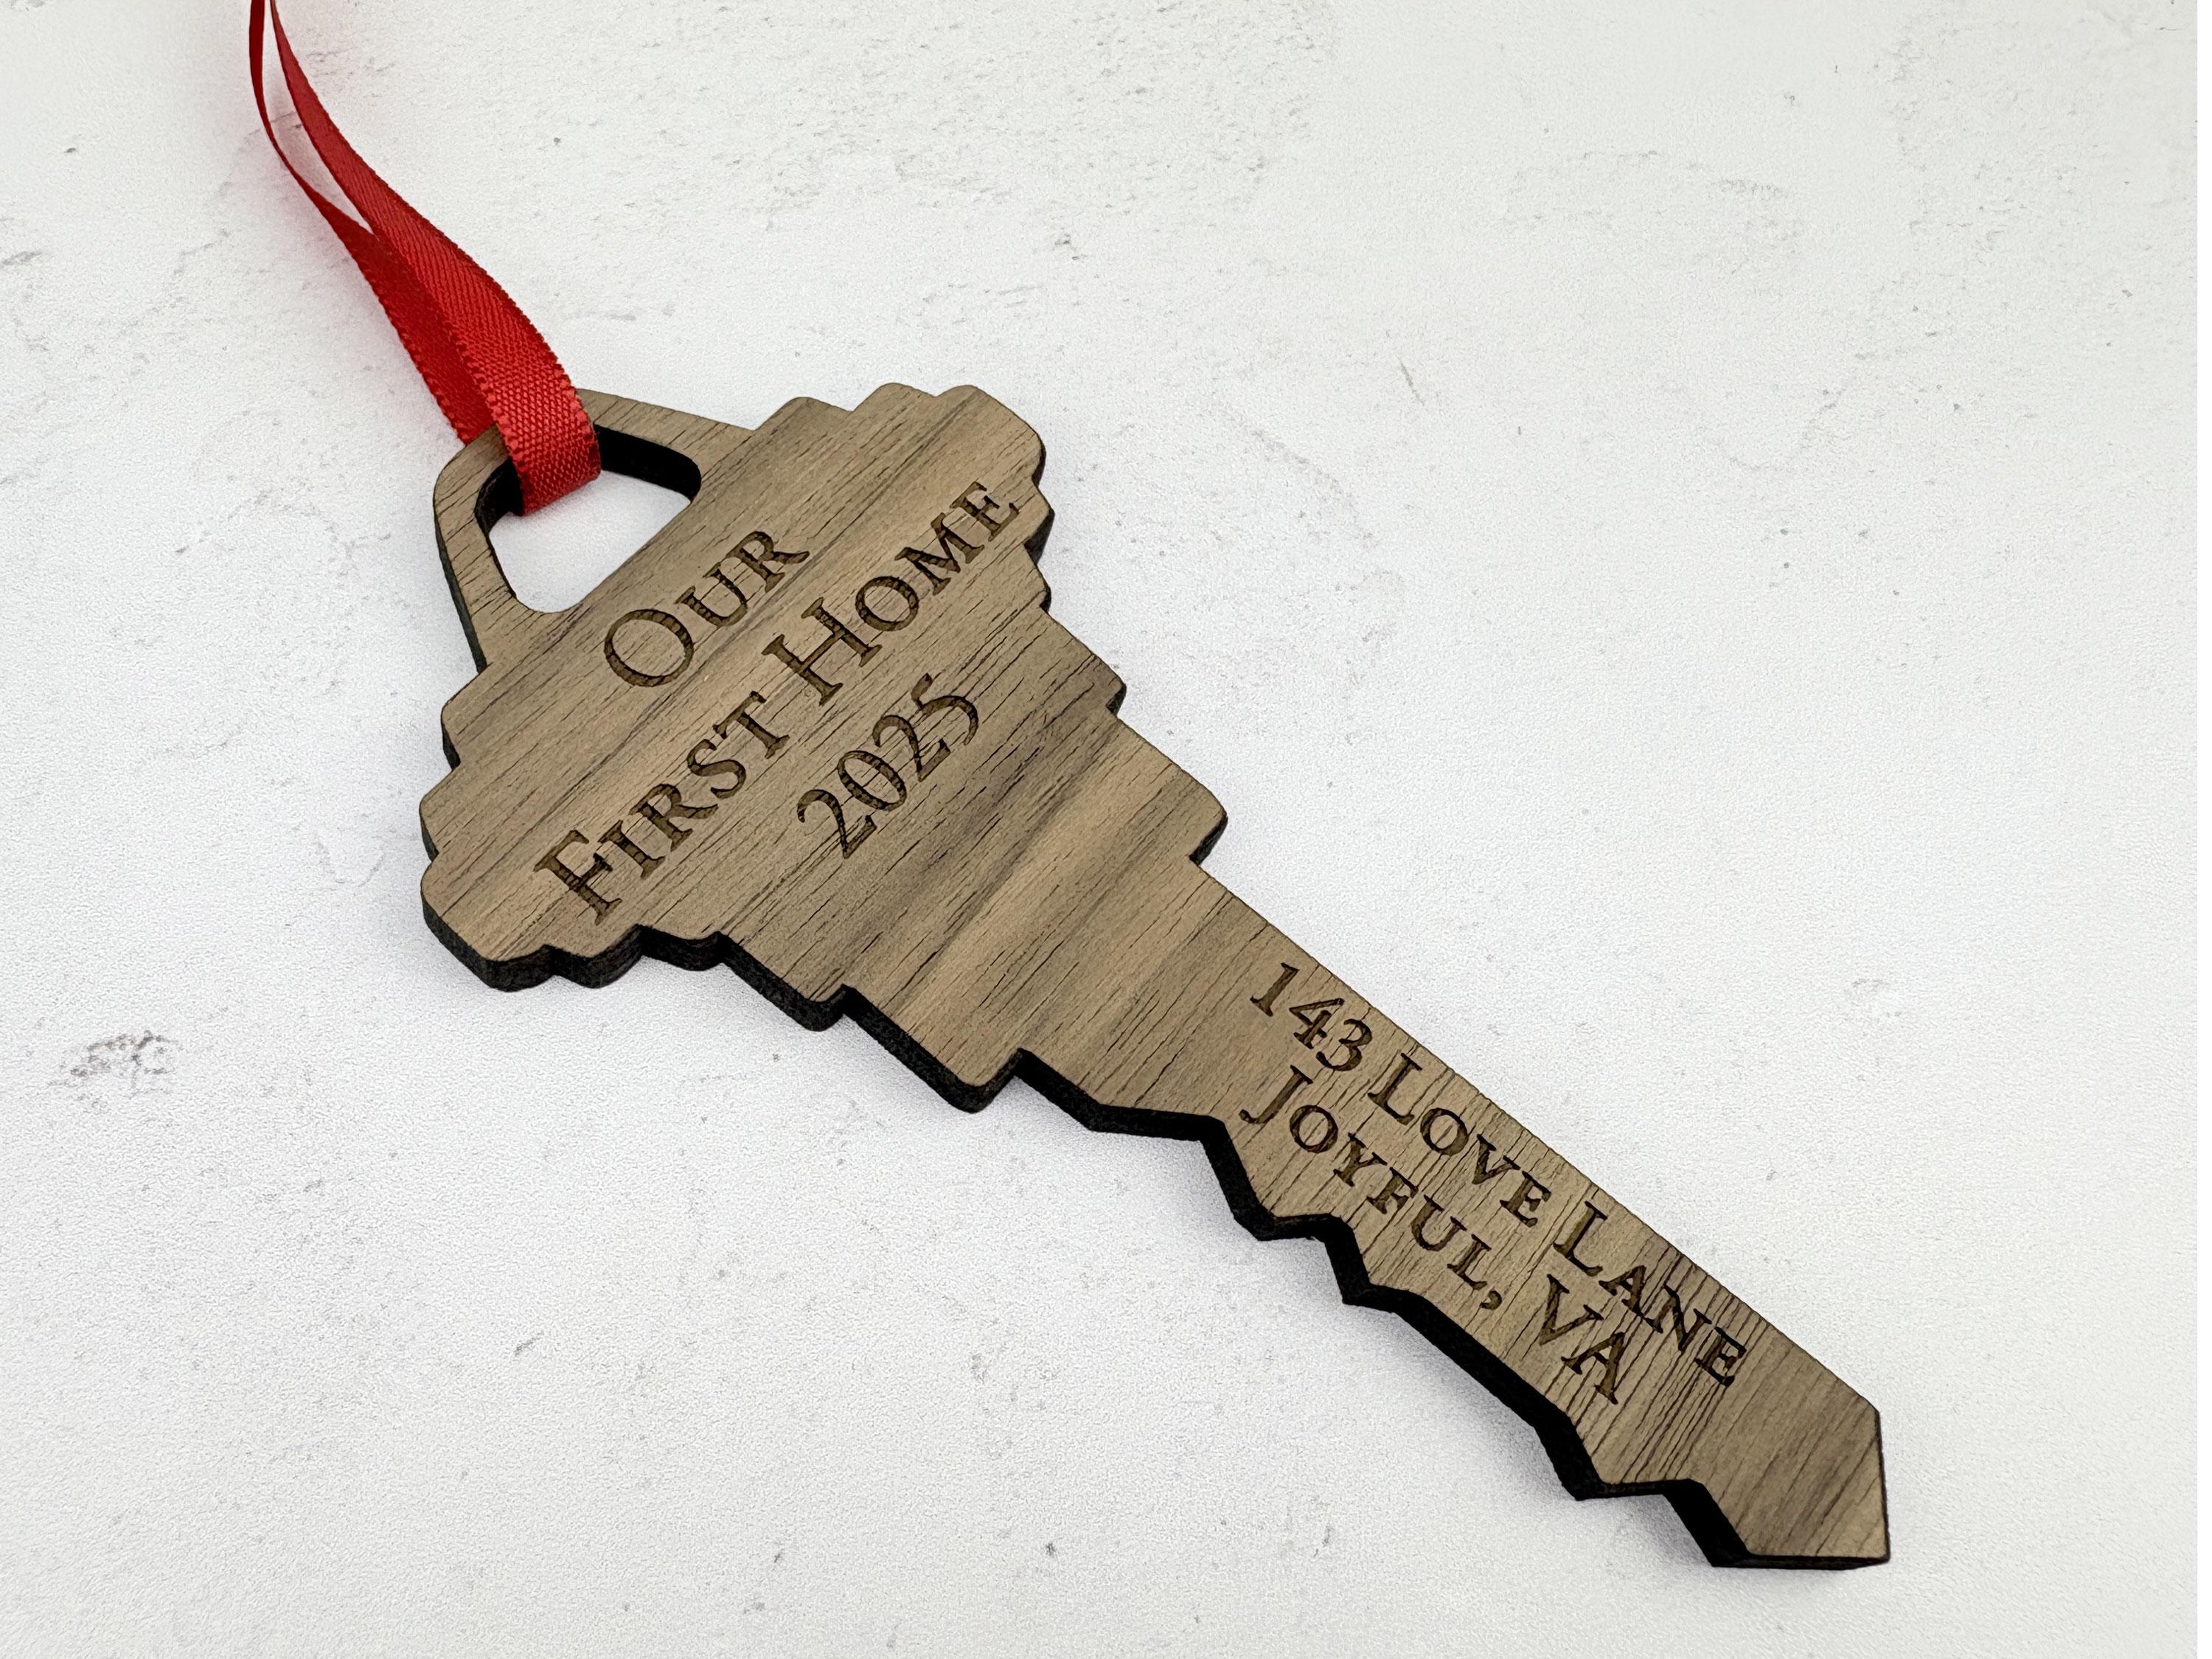 Our
First Home
2025
143 Love Lane
Joyful, VA